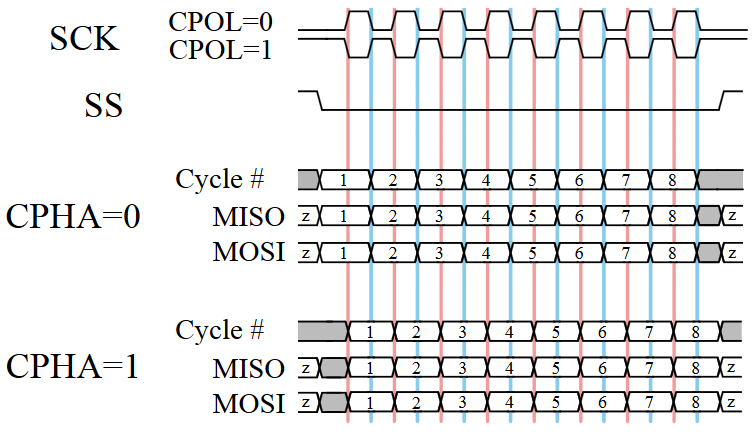 SCK CPOL=0
CPOL=1
SS
Cycle # 1 2 3 4 5 6 7 8
CPHA=0 MISO z 1 2 3 4 5 6 7 8 z
MOSI z 1 2 3 4 5 6 7 8 z
Cycle # 1 2 3 4 5 6 7 8
CPHA=1 MISO z 1 2 3 4 5 6 7 8 z
MOSI z 1 2 3 4 5 6 7 8 z